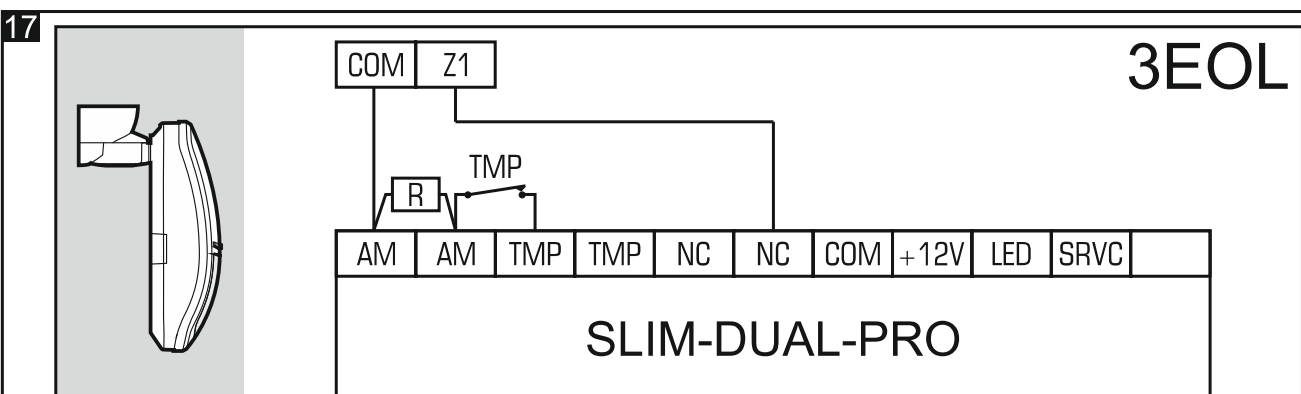 17
3EOL
COM Z1
TMP
R
AM AM TMP TMP NC NC COM +12V LED SRVC
SLIM-DUAL-PRO